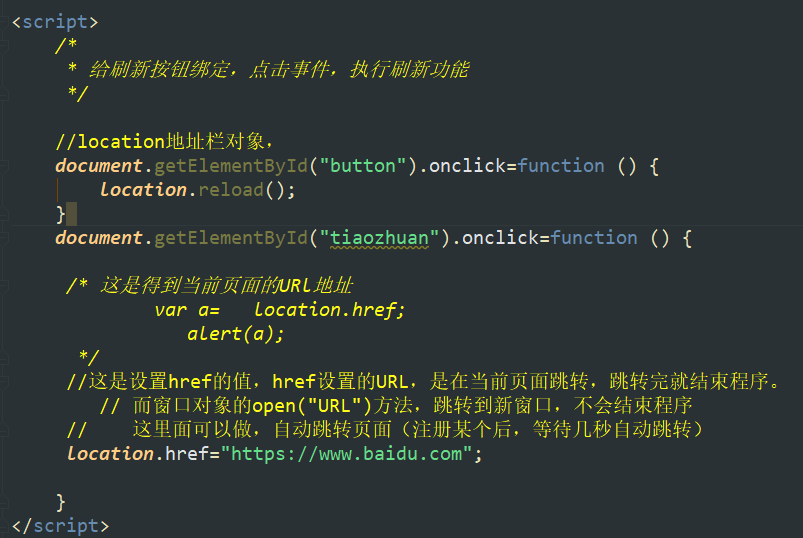 <script>
/*
* 给刷新按钮绑定，点击事件，执行刷新功能
*/
//location地址栏对象，
document.getElementById("button").onclick=function () {
location.reload();
}
document.getElementById("tiaozhuan").onclick=function () {
/* 这是得到当前页面的URl地址
var a=   location.href;
alert(a);
*/
//这是设置href的值，href设置的URL，是在当前页面跳转，跳转完就结束程序。
// 而窗口对象的open("URL")方法，跳转到新窗口，不会结束程序
//    这里面可以做，自动跳转页面（注册某个后，等待几秒自动跳转）
location.href="https://www.baidu.com";
}
</script>